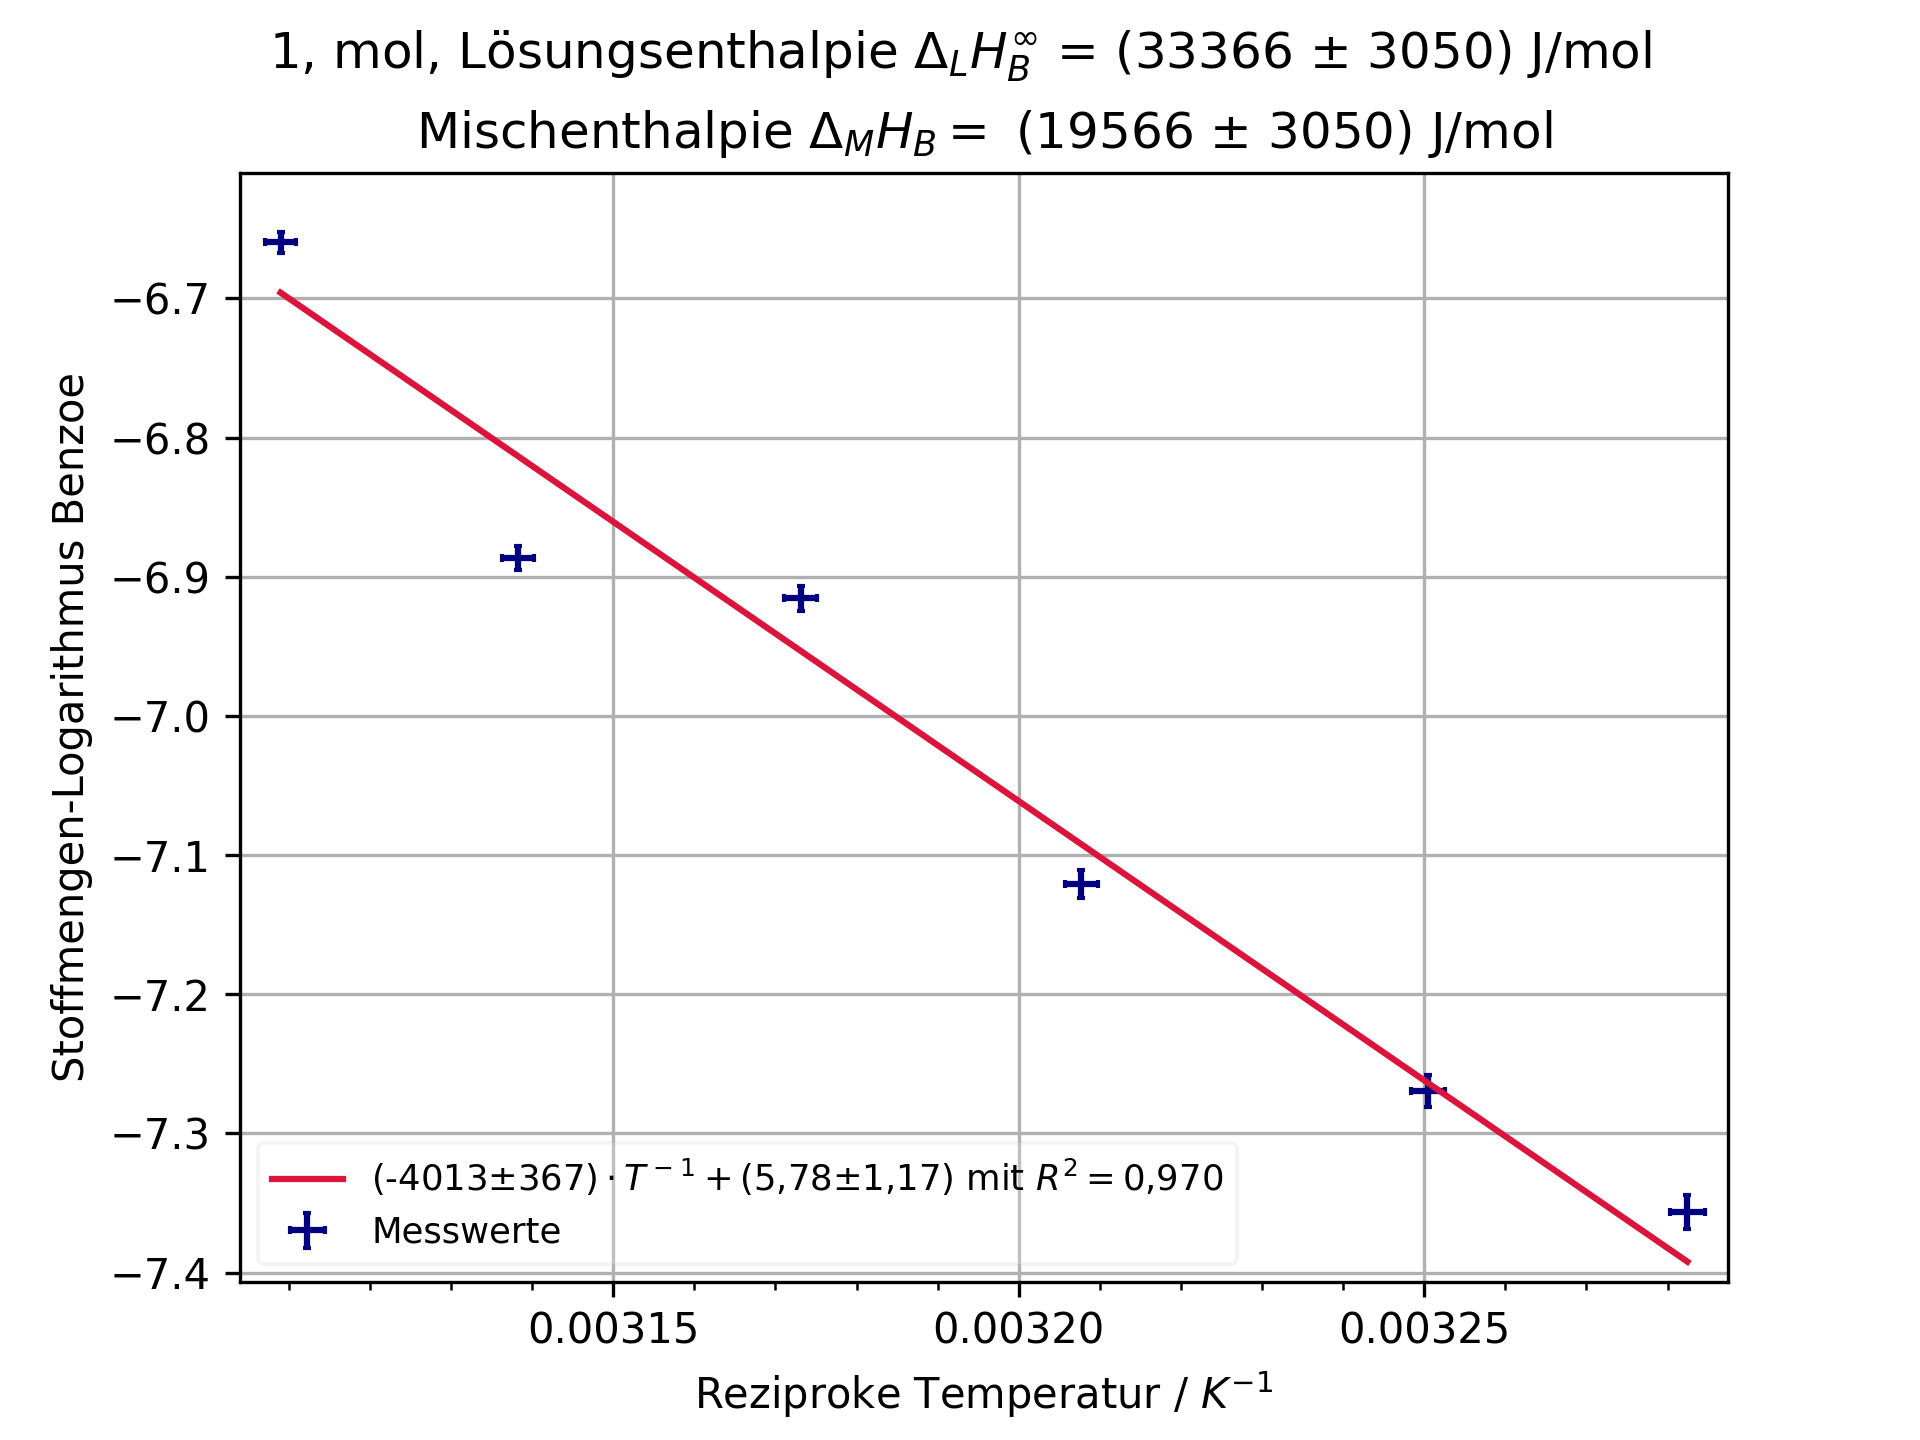 1, mol, Lösungsenthalpie Δ_L H_B^∞ = (33366 ± 3050) J/mol
Mischenthalpie Δ_M H_B = (19566 ± 3050) J/mol
Stoffmengen-Logarithmus Benzoe
−6.7
−6.8
−6.9
−7.0
−7.1
−7.2
−7.3
−7.4
(-4013±367) · T⁻¹ + (5,78±1,17) mit R² = 0,970
Messwerte
0.00315
0.00320
0.00325
Reziproke Temperatur / K⁻¹